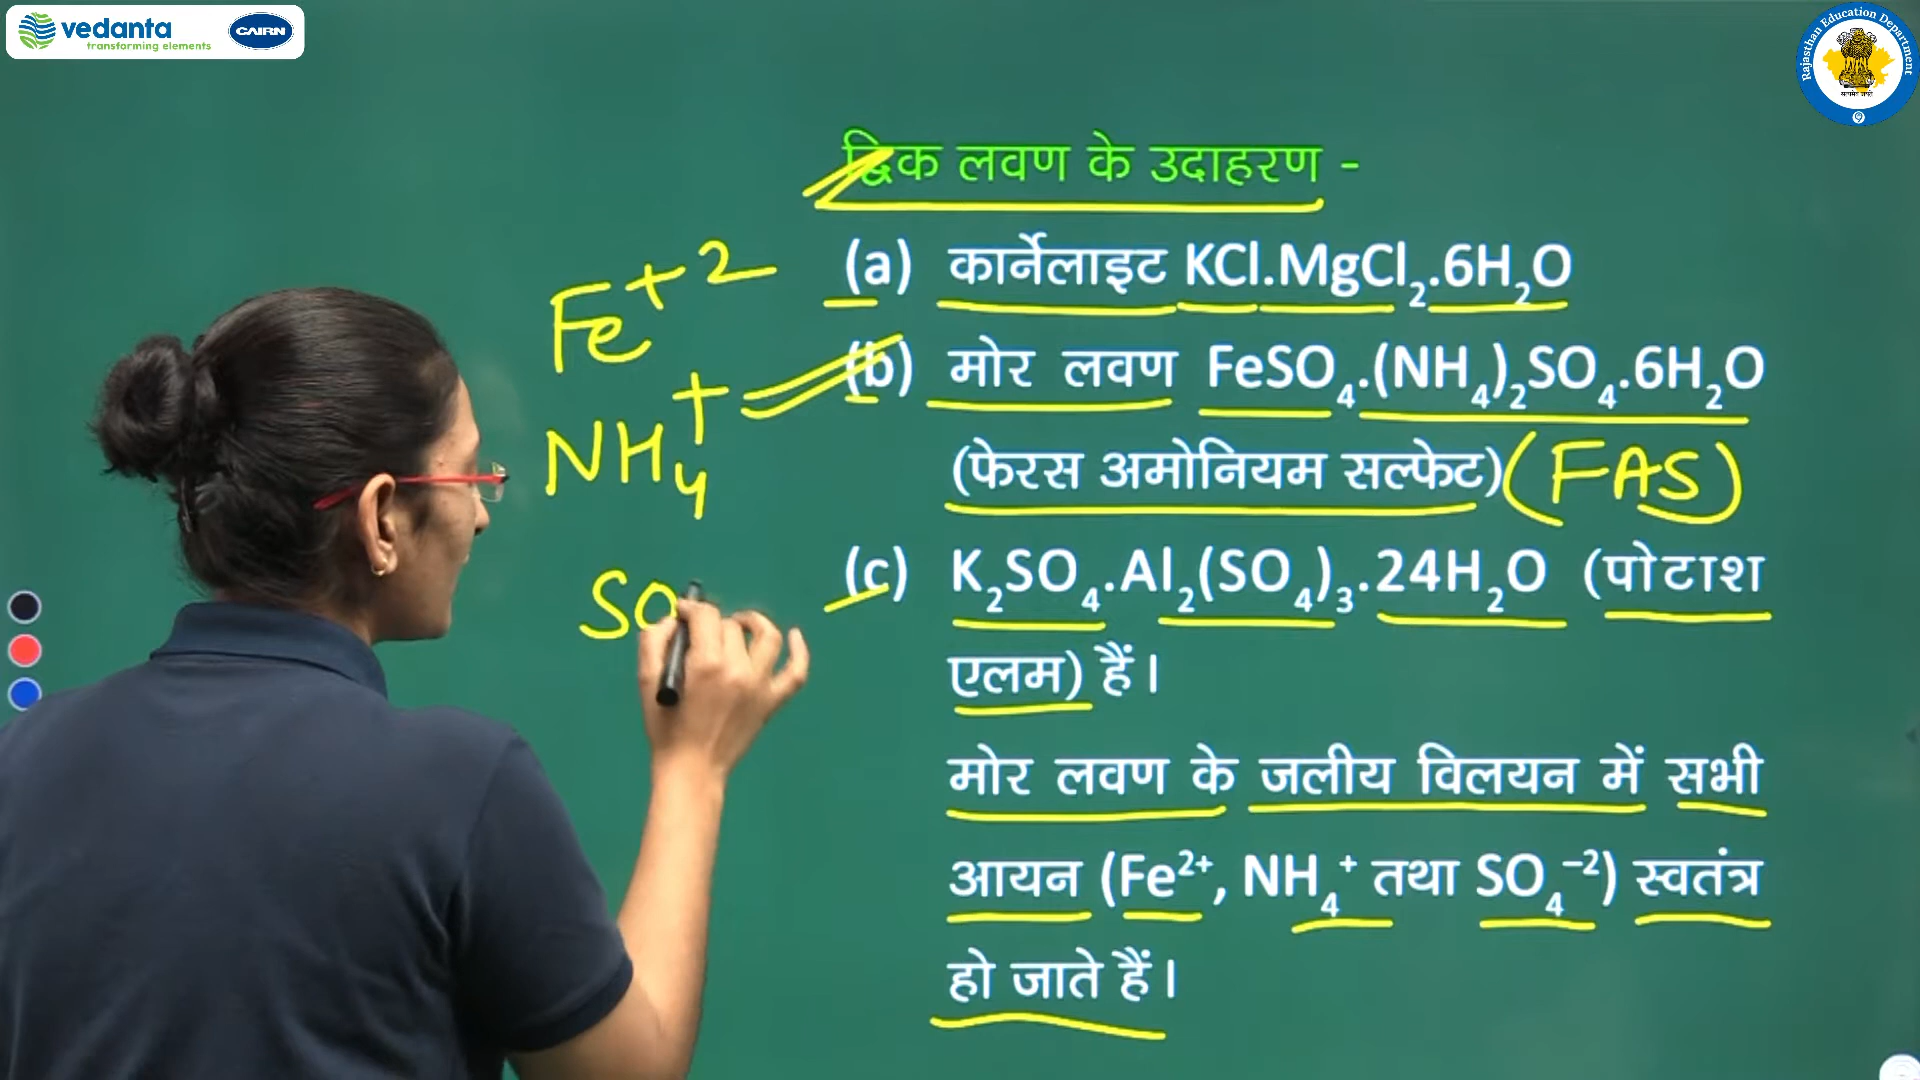 vedanta
transforming elements
CAIRN
Rajasthan Education Department
द्विक लवण के उदाहरण -
(a) कार्नेलाइट KCl.MgCl₂.6H₂O
(b) मोर लवण FeSO₄.(NH₄)₂SO₄.6H₂O
(फेरस अमोनियम सल्फेट) (FAS)
(c) K₂SO₄.Al₂(SO₄)₃.24H₂O (पोटाश
एलम) हैं।
मोर लवण के जलीय विलयन में सभी
आयन (Fe²⁺, NH₄⁺ तथा SO₄⁻²) स्वतंत्र
हो जाते हैं।
Fe⁺²
NH₄⁺
SO